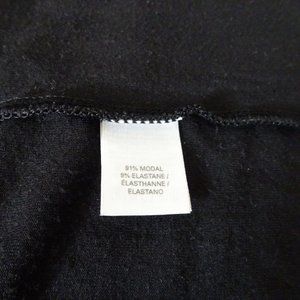 91% MODAL
9% ELASTANE /
ÉLASTHANNE /
ELASTANO